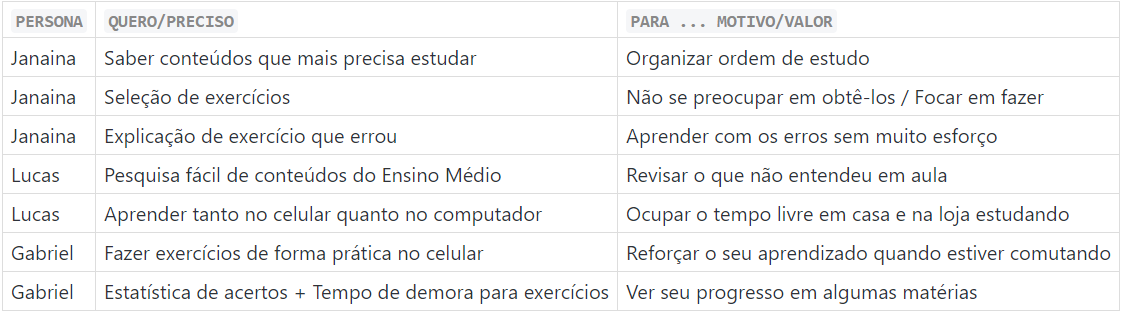 PERSONA QUERO/PRECISO PARA ... MOTIVO/VALOR
Janaina Saber conteúdos que mais precisa estudar Organizar ordem de estudo
Janaina Seleção de exercícios Não se preocupar em obtê-los / Focar em fazer
Janaina Explicação de exercício que errou Aprender com os erros sem muito esforço
Lucas Pesquisa fácil de conteúdos do Ensino Médio Revisar o que não entendeu em aula
Lucas Aprender tanto no celular quanto no computador Ocupar o tempo livre em casa e na loja estudando
Gabriel Fazer exercícios de forma prática no celular Reforçar o seu aprendizado quando estiver comutando
Gabriel Estatística de acertos + Tempo de demora para exercícios Ver seu progresso em algumas matérias